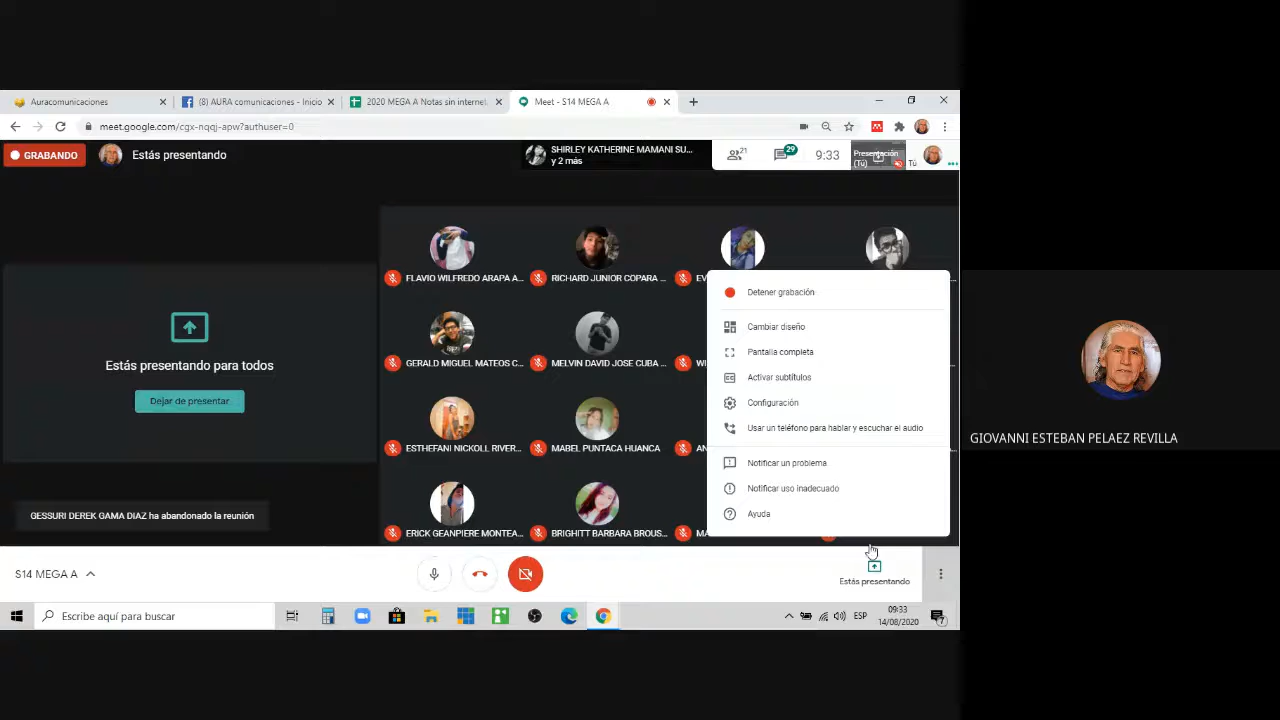 Auracomunicaciones
(8) AURA comunicaciones - Inicio
2020 MEGA A Notas sin internet.
Meet - S14 MEGA A
meet.google.com/cgx-nqqj-apw?authuser=0
GRABANDO
Estás presentando
SHIRLEY KATHERINE MAMANI SU...
y 2 más
21
29
9:33
Presentación
(Tú)
Tú
FLAVIO WILFREDO ARAPA A...
RICHARD JUNIOR COPARA ...
EV
GERALD MIGUEL MATEOS C...
MELVIN DAVID JOSE CUBA ...
WI
ESTHEFANI NICKOLL RIVER...
MABEL PUNTACA HUANCA
AN
ERICK GEANPIERE MONTEA...
BRIGHITT BARBARA BROUS...
MA
Estás presentando para todos
Dejar de presentar
GESSURI DEREK GAMA DIAZ ha abandonado la reunión
Detener grabación
Cambiar diseño
Pantalla completa
Activar subtítulos
Configuración
Usar un teléfono para hablar y escuchar el audio
Notificar un problema
Notificar uso inadecuado
Ayuda
GIOVANNI ESTEBAN PELAEZ REVILLA
S14 MEGA A
Estás presentando
Escribe aquí para buscar
ESP
09:33
14/08/2020
7